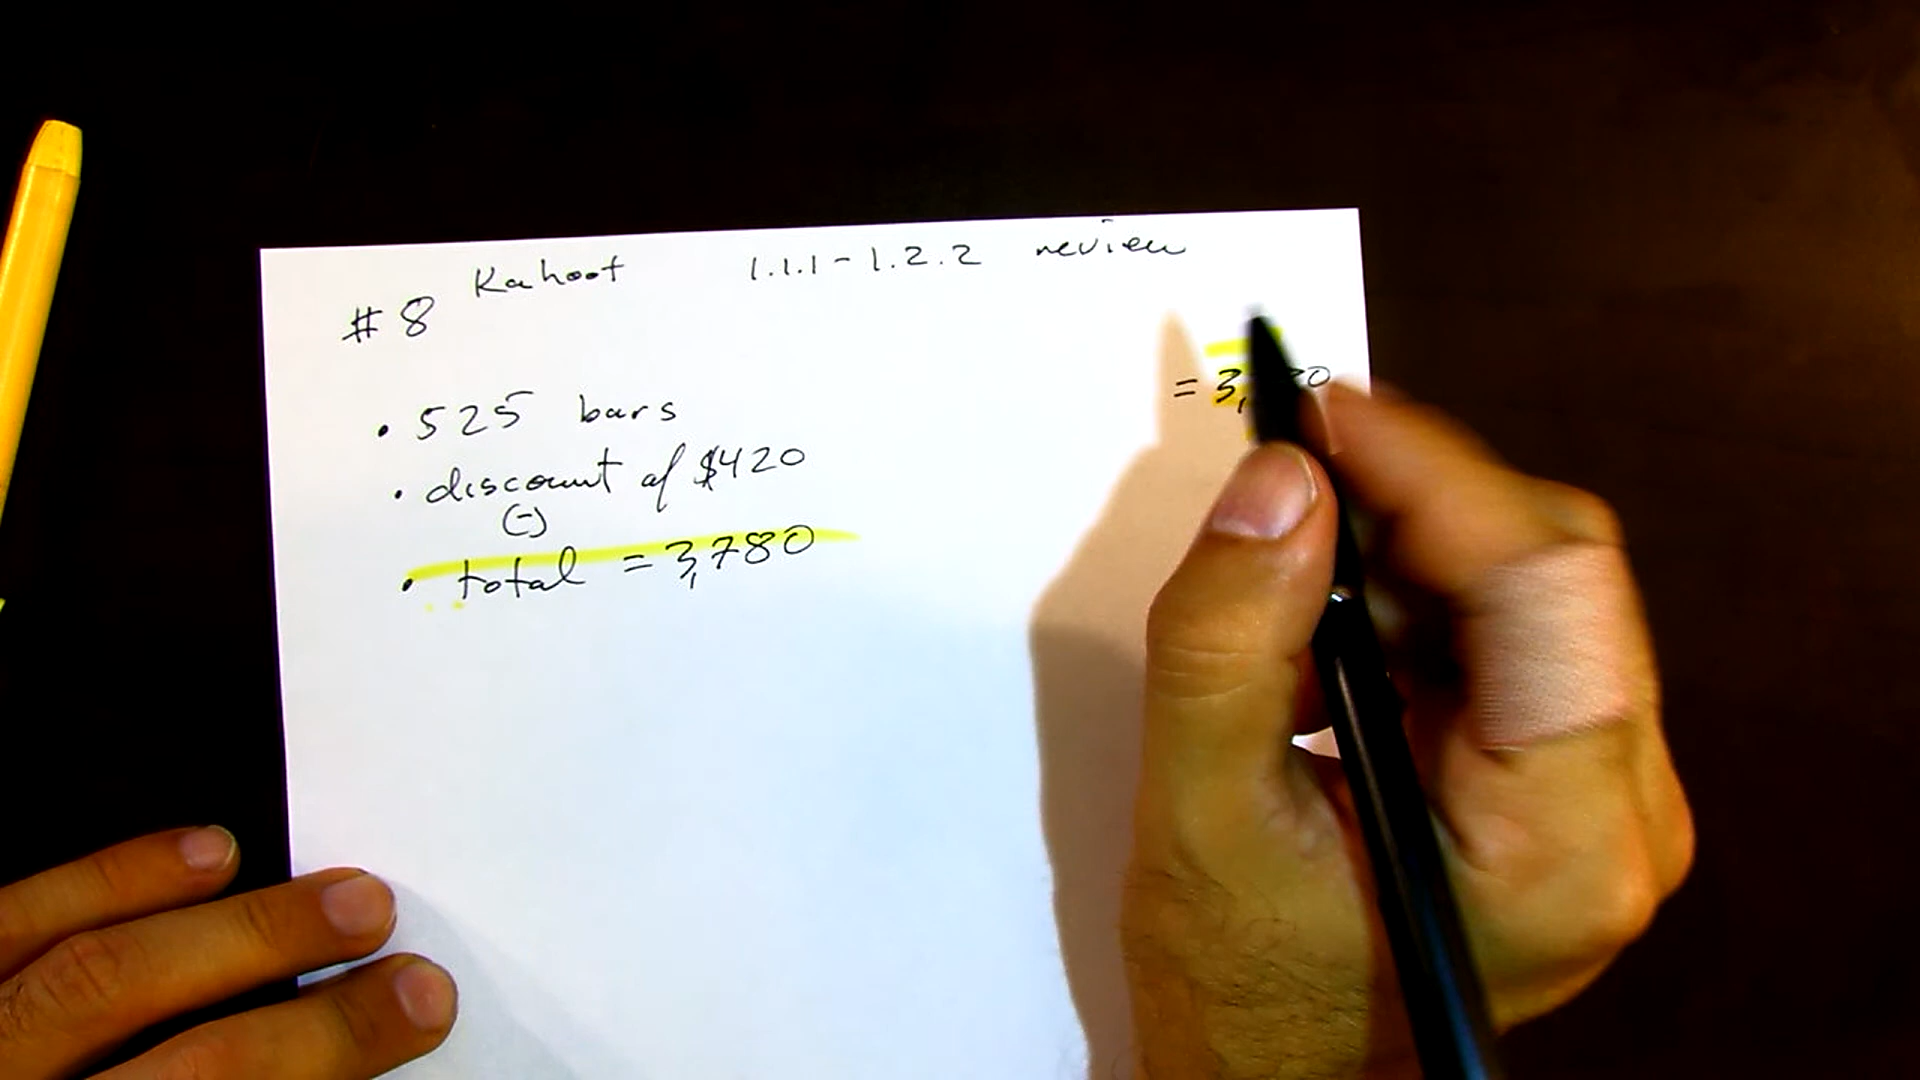 Kahoot 1.1.1 - 1.2.2 review
# 8
• 525 bars
• discount of $420
(-)
• total = 3,780